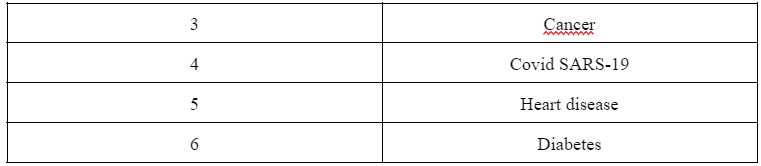 3 Cancer
4 Covid SARS-19
5 Heart disease
6 Diabetes